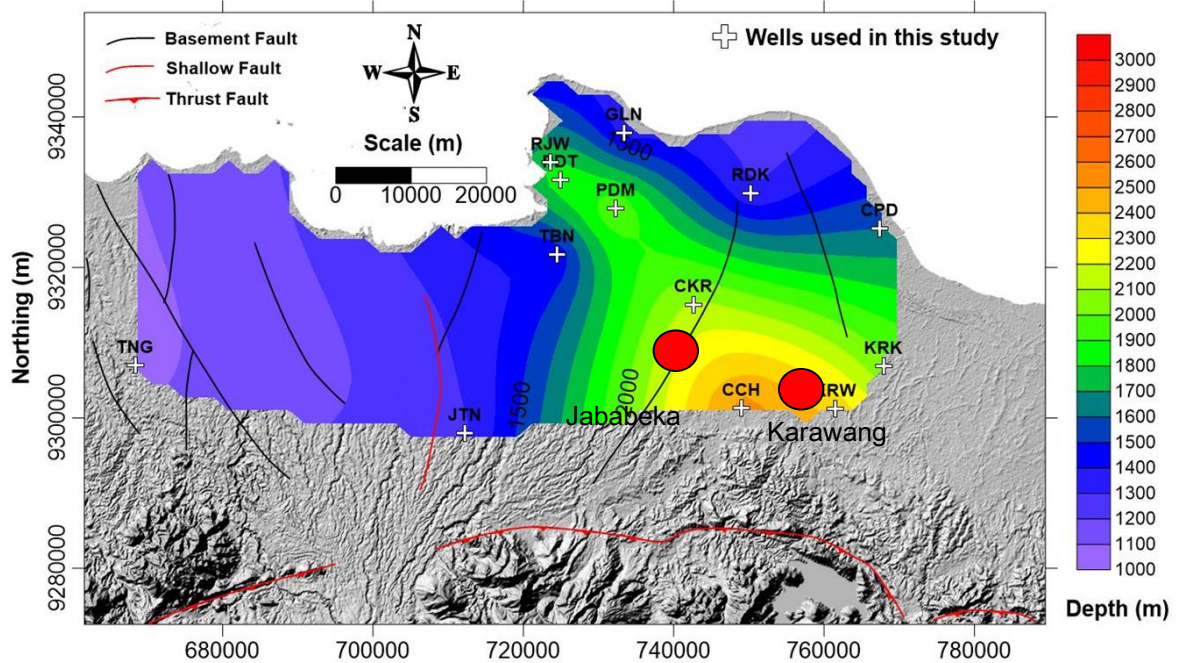 Basement Fault
Shallow Fault
Thrust Fault
N
W E
S
Scale (m)
0 10000 20000
Wells used in this study
Northing (m)
9340000
9320000
9300000
9280000
680000 700000 720000 740000 760000 780000
GLN
1500
RJW
PDM
RDK
CPD
TBN
CKR
TNG
KRK
CCH
JTN
1500
2000
Jababeka
Karawang
3000
2900
2800
2700
2600
2500
2400
2300
2200
2100
2000
1900
1800
1700
1600
1500
1400
1300
1200
1100
1000
Depth (m)